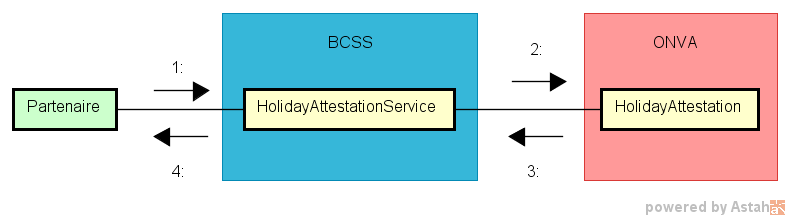 BCSS
ONVA
1:
2:
Partenaire
HolidayAttestationService
HolidayAttestation
4:
3:
powered by Astah